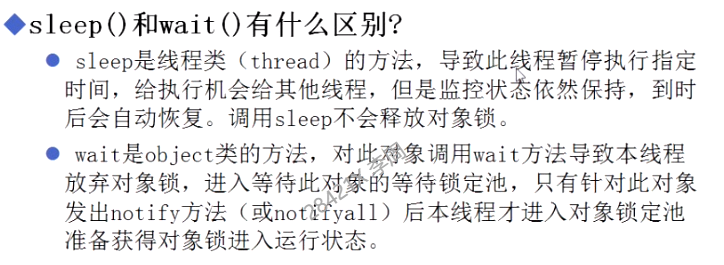 sleep()和wait()有什么区别?
sleep是线程类（thread）的方法，导致此线程暂停执行指定
时间，给执行机会给其他线程，但是监控状态依然保持，到时
后会自动恢复。调用sleep不会释放对象锁。
wait是object类的方法，对此对象调用wait方法导致本线程
放弃对象锁，进入等待此对象的等待锁定池，只有针对此对象
发出notify方法（或notifyall）后本线程才进入对象锁定池
准备获得对象锁进入运行状态。